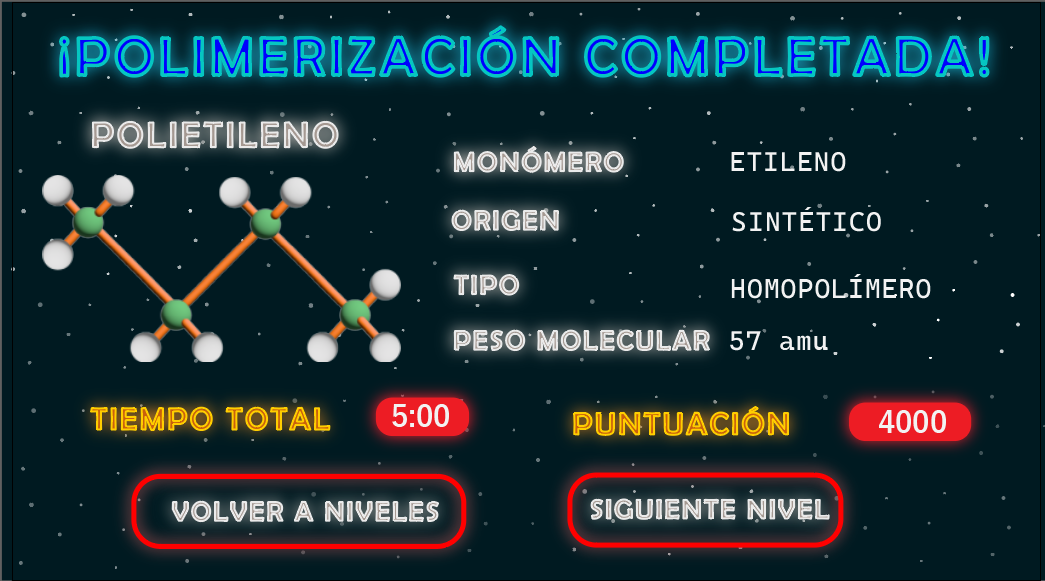 ¡POLIMERIZACIÓN COMPLETADA!
POLIETILENO
MONÓMERO ETILENO
ORIGEN SINTÉTICO
TIPO HOMOPOLÍMERO
PESO MOLECULAR 57 amu
TIEMPO TOTAL 5:00 PUNTUACIÓN 4000
VOLVER A NIVELES SIGUIENTE NIVEL